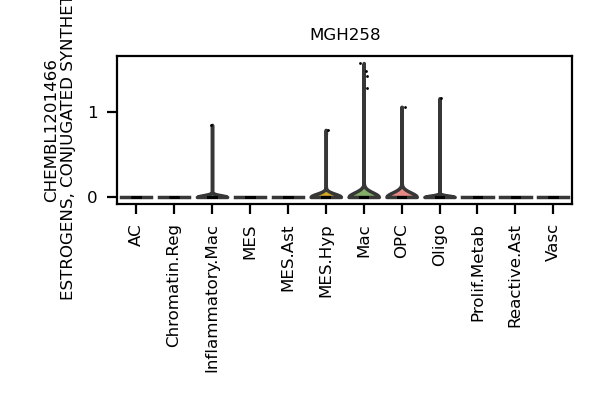 MGH258
CHEMBL1201466
ESTROGENS, CONJUGATED SYNTHET
1
0
AC
Chromatin.Reg
Inflammatory.Mac
MES
MES.Ast
MES.Hyp
Mac
OPC
Oligo
Prolif.Metab
Reactive.Ast
Vasc